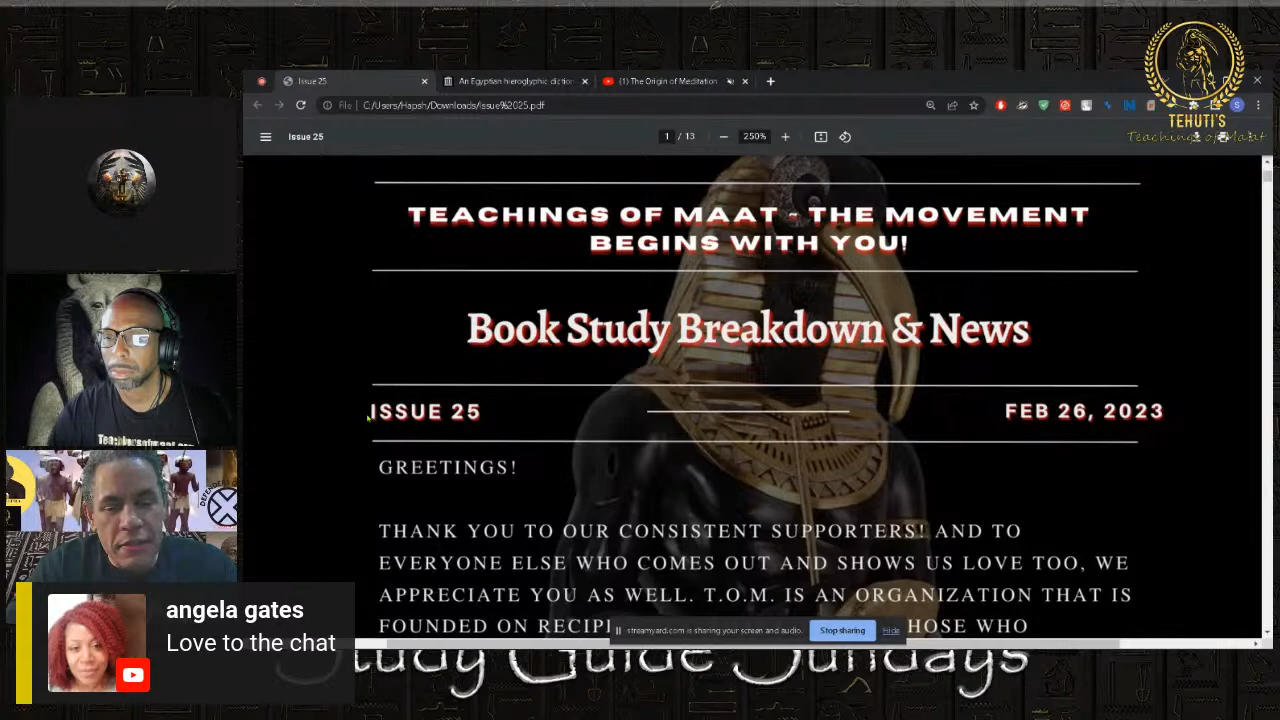 TEHUTI'S
Teachings of Maat
Issue 25
An Egyptian hieroglyphic diction
(1) The Origin of Meditation
File | C:/Users/Hapsh/Downloads/Issue%2025.pdf
Issue 25
1 / 13
250%
TEACHINGS OF MAAT - THE MOVEMENT
BEGINS WITH YOU!
Book Study Breakdown & News
ISSUE 25
FEB 26, 2023
GREETINGS!
THANK YOU TO OUR CONSISTENT SUPPORTERS! AND TO
EVERYONE ELSE WHO COMES OUT AND SHOWS US LOVE TOO, WE
APPRECIATE YOU AS WELL. T.O.M. IS AN ORGANIZATION THAT IS
FOUNDED ON RECIPI HOSE WHO
streamyard.com is sharing your screen and audio.
Stop sharing
Hide
angela gates
Love to the chat
Study Guide Sundays